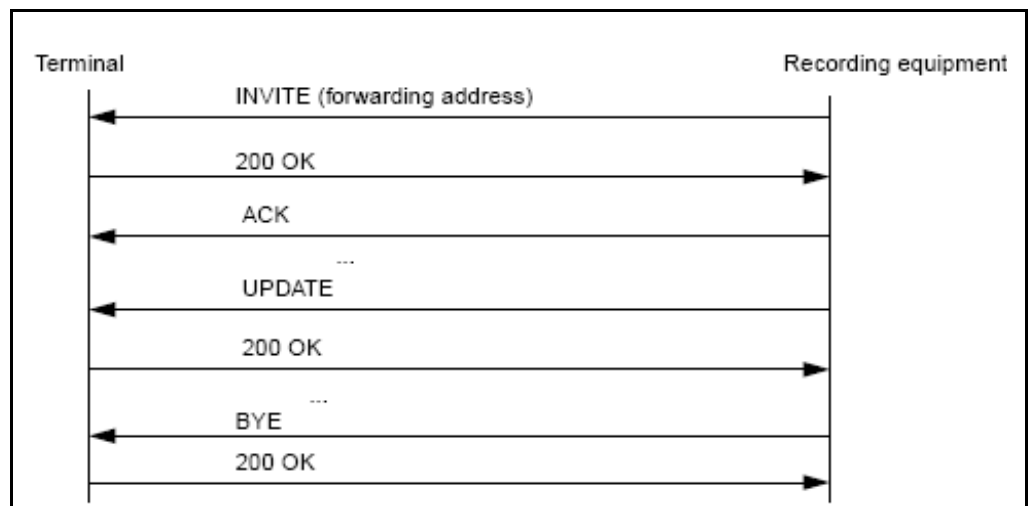 Terminal
Recording equipment
INVITE (forwarding address)
200 OK
ACK
...
UPDATE
200 OK
...
BYE
200 OK